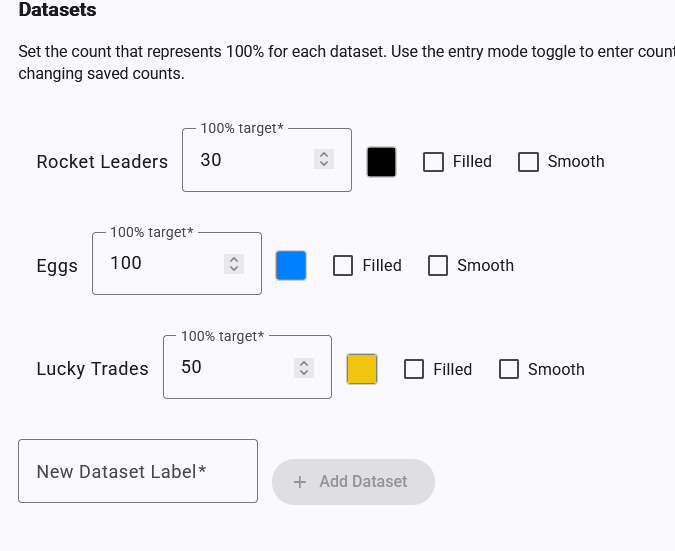 Datasets
Set the count that represents 100% for each dataset. Use the entry mode toggle to enter count
changing saved counts.
100% target*
Rocket Leaders 30 Filled Smooth
100% target*
Eggs 100 Filled Smooth
100% target*
Lucky Trades 50 Filled Smooth
New Dataset Label*
+ Add Dataset